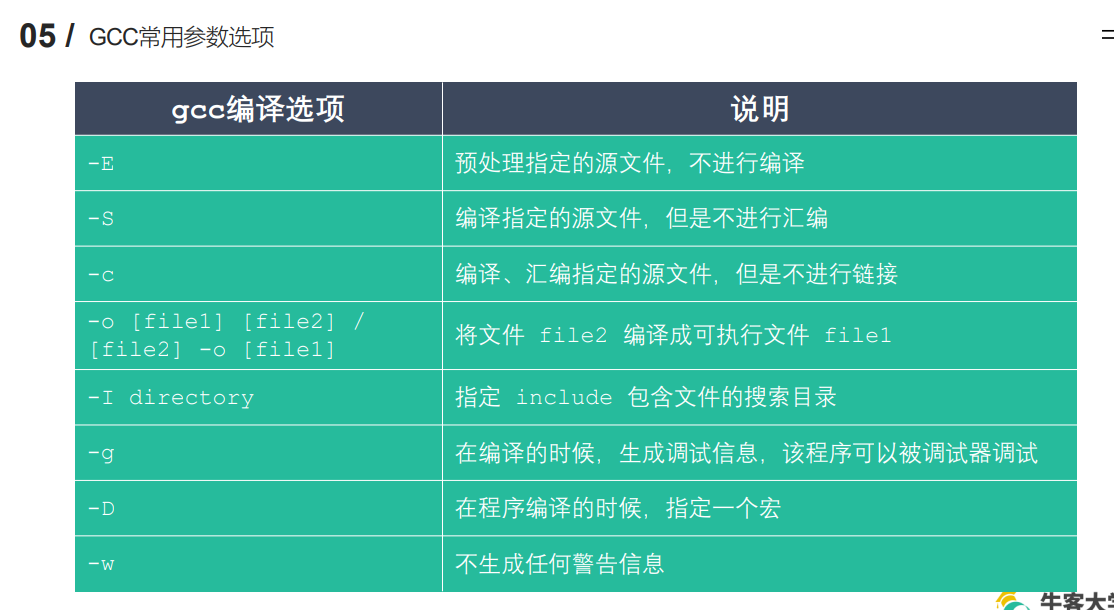 05 / GCC常用参数选项
gcc编译选项 说明
-E 预处理指定的源文件，不进行编译
-S 编译指定的源文件，但是不进行汇编
-c 编译、汇编指定的源文件，但是不进行链接
-o [file1] [file2] /
[file2] -o [file1]
将文件 file2 编译成可执行文件 file1
-I directory 指定 include 包含文件的搜索目录
-g 在编译的时候，生成调试信息，该程序可以被调试器调试
-D 在程序编译的时候，指定一个宏
-w 不生成任何警告信息
牛客大学